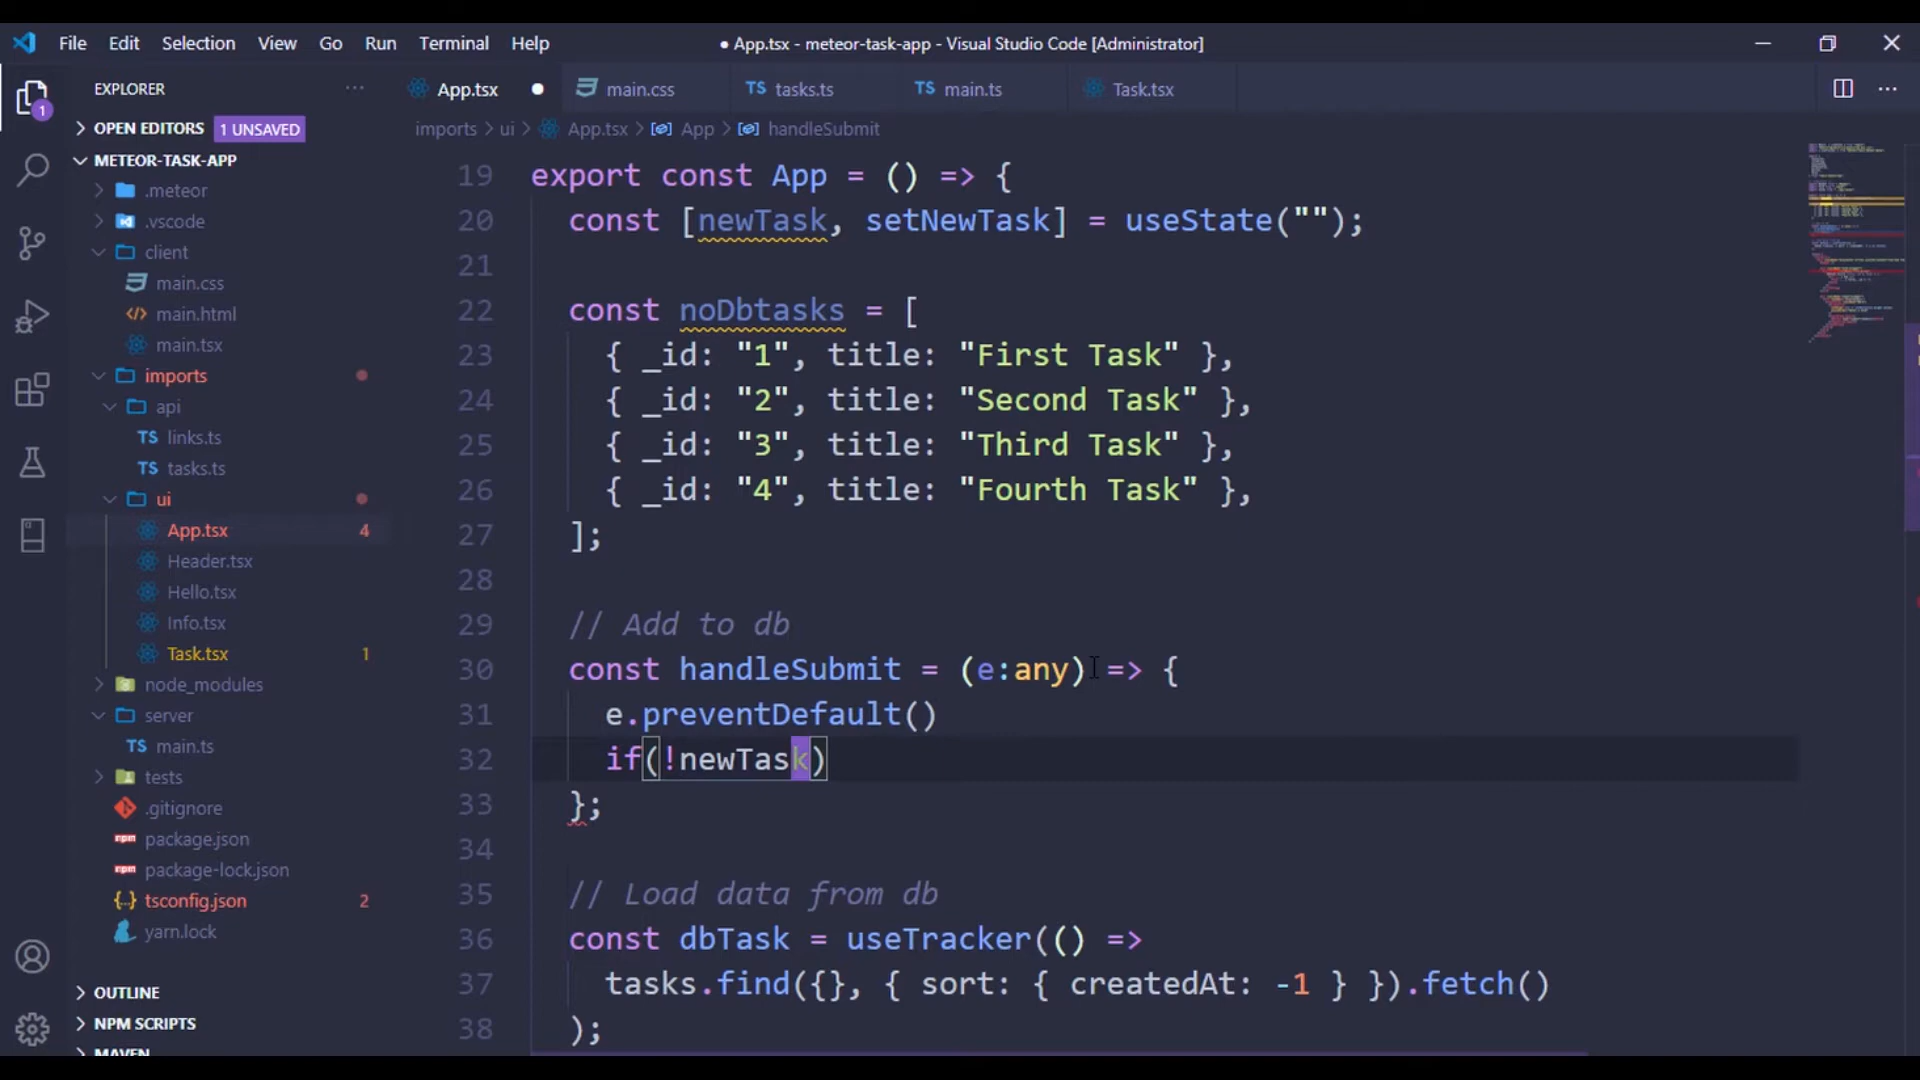 File Edit Selection View Go Run Terminal Help
● App.tsx - meteor-task-app - Visual Studio Code [Administrator]
EXPLORER
App.tsx
main.css
TS tasks.ts
TS main.ts
Task.tsx
1
OPEN EDITORS 1 UNSAVED
imports > ui > App.tsx > App > handleSubmit
METEOR-TASK-APP
.meteor
.vscode
client
main.css
main.html
main.tsx
imports
api
TS links.ts
TS tasks.ts
ui
App.tsx 4
Header.tsx
Hello.tsx
Info.tsx
Task.tsx 1
node_modules
server
TS main.ts
tests
.gitignore
package.json
package-lock.json
tsconfig.json 2
yarn.lock
OUTLINE
NPM SCRIPTS
MAVEN
19 export const App = () => {
20 const [newTask, setNewTask] = useState("");
21
22 const noDbtasks = [
23 { _id: "1", title: "First Task" },
24 { _id: "2", title: "Second Task" },
25 { _id: "3", title: "Third Task" },
26 { _id: "4", title: "Fourth Task" },
27 ];
28
29 // Add to db
30 const handleSubmit = (e:any) => {
31 e.preventDefault()
32 if(!newTask)
33 };
34
35 // Load data from db
36 const dbTask = useTracker(() =>
37 tasks.find({}, { sort: { createdAt: -1 } }).fetch()
38 );